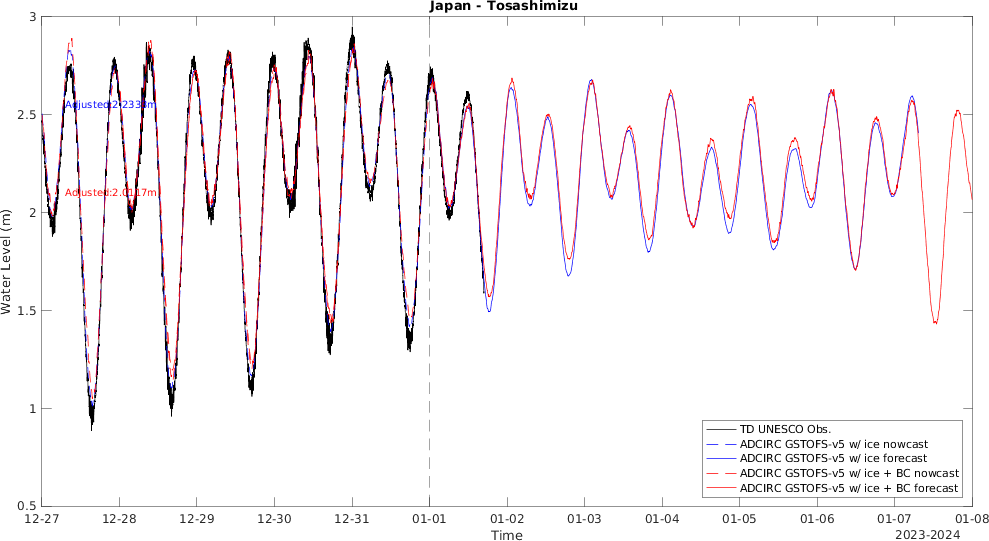 Japan - Tosashimizu
Water Level (m)
3
2.5
2
1.5
1
0.5
Adjusted:2.2338m
Adjusted:2.0117m
TD UNESCO Obs.
ADCIRC GSTOFS-v5 w/ ice nowcast
ADCIRC GSTOFS-v5 w/ ice forecast
ADCIRC GSTOFS-v5 w/ ice + BC nowcast
ADCIRC GSTOFS-v5 w/ ice + BC forecast
12-27 12-28 12-29 12-30 12-31 01-01 01-02 01-03 01-04 01-05 01-06 01-07 01-08
Time
2023-2024